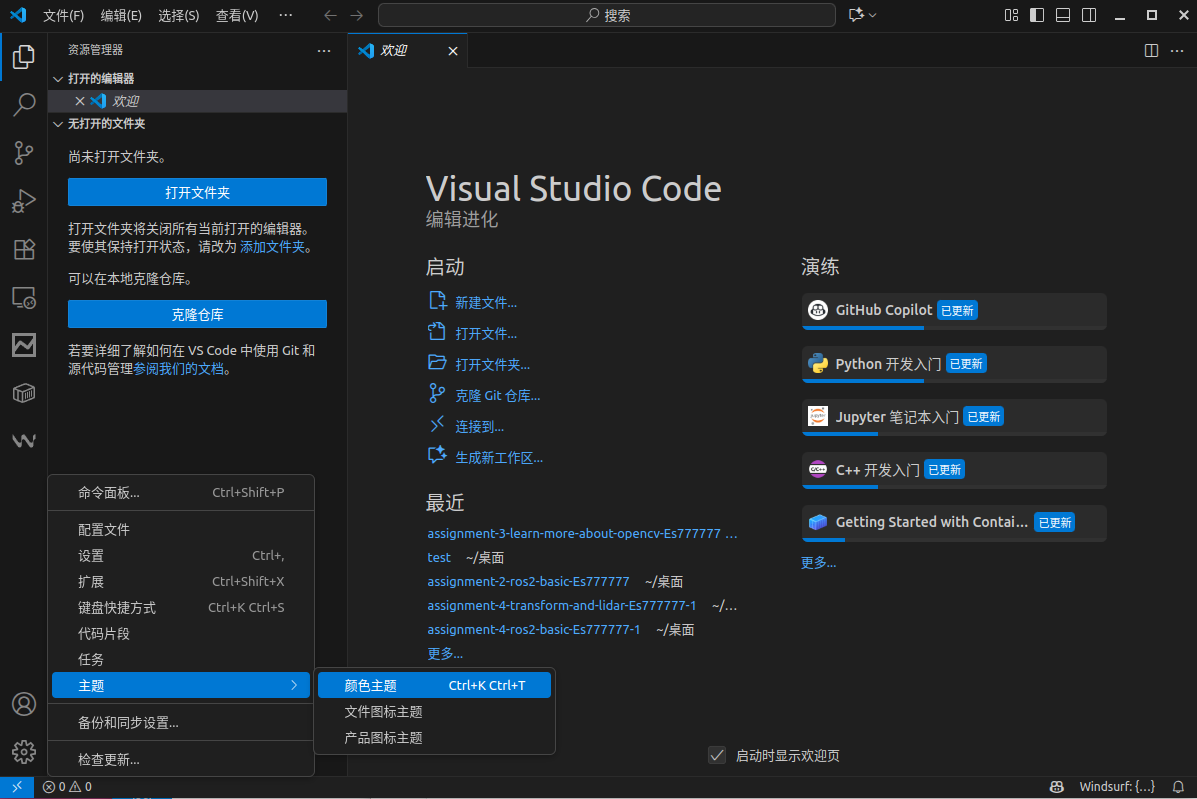 文件(F) 编辑(E) 选择(S) 查看(V) ··· 搜索
资源管理器 ···
打开的编辑器
欢迎
无打开的文件夹
尚未打开文件夹。
打开文件夹
打开文件夹将关闭所有当前打开的编辑器。
要使其保持打开状态，请改为 添加文件夹。
可以在本地克隆仓库。
克隆仓库
若要详细了解如何在 VS Code 中使用 Git 和
源代码管理参阅我们的文档。
欢迎
Visual Studio Code
编辑进化
启动
新建文件...
打开文件...
打开文件夹...
克隆 Git 仓库...
连接到...
生成新工作区...
最近
assignment-3-learn-more-about-opencv-Es777777 ...
test ~/桌面
assignment-2-ros2-basic-Es777777 ~/桌面
assignment-4-transform-and-lidar-Es777777-1 ~/...
assignment-4-ros2-basic-Es777777-1 ~/桌面
更多...
演练
GitHub Copilot 已更新
Python 开发入门 已更新
Jupyter 笔记本入门 已更新
C++ 开发入门 已更新
Getting Started with Contai... 已更新
更多...
命令面板... Ctrl+Shift+P
配置文件
设置 Ctrl+,
扩展 Ctrl+Shift+X
键盘快捷方式 Ctrl+K Ctrl+S
代码片段
任务
主题
备份和同步设置...
检查更新...
颜色主题 Ctrl+K Ctrl+T
文件图标主题
产品图标主题
启动时显示欢迎页
0 0 Windsurf: {...}